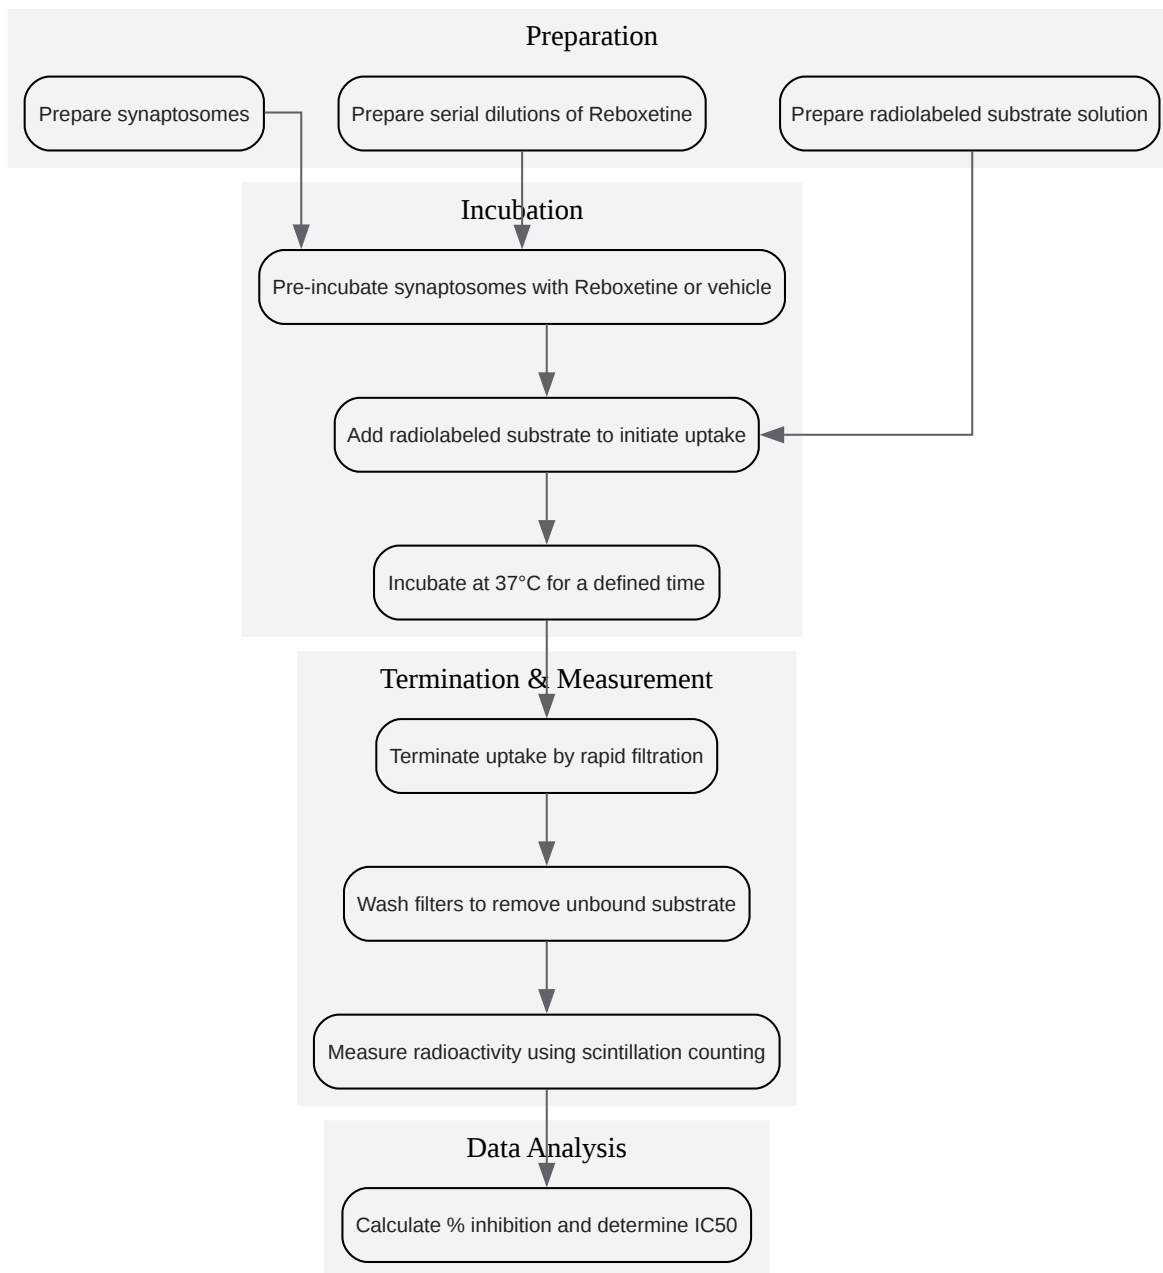 Preparation
Prepare synaptosomes
Prepare serial dilutions of Reboxetine
Prepare radiolabeled substrate solution
Incubation
Pre-incubate synaptosomes with Reboxetine or vehicle
Add radiolabeled substrate to initiate uptake
Incubate at 37°C for a defined time
Termination & Measurement
Terminate uptake by rapid filtration
Wash filters to remove unbound substrate
Measure radioactivity using scintillation counting
Data Analysis
Calculate % inhibition and determine IC50